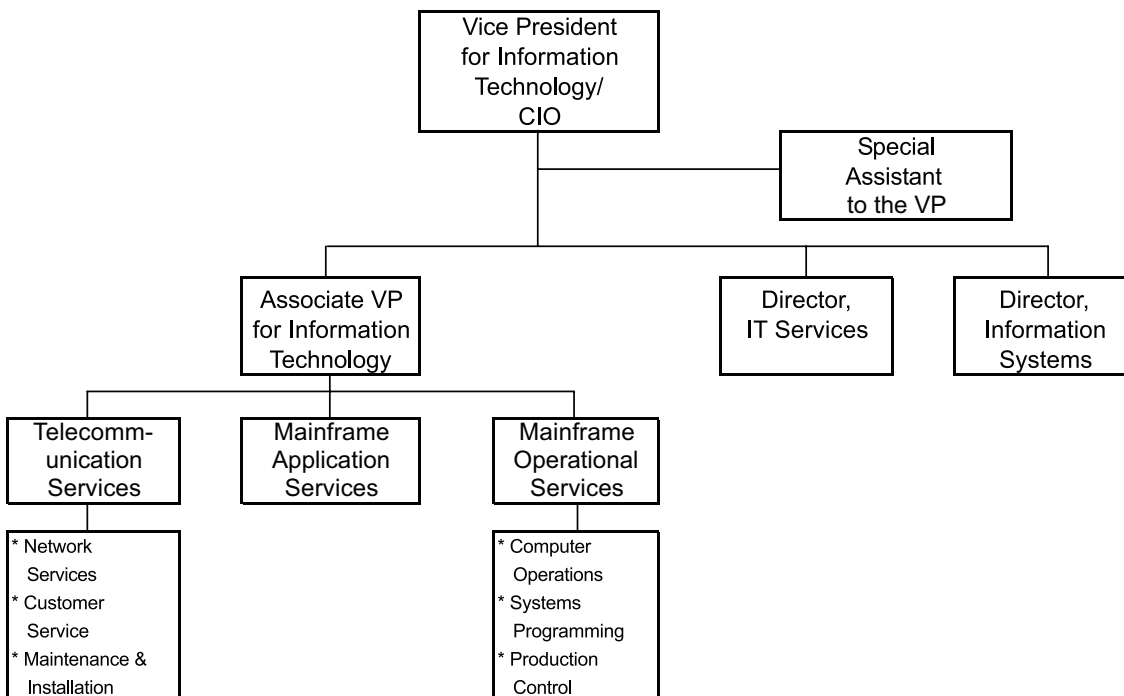 Vice President
for Information
Technology/
CIO
Special
Assistant
to the VP
Associate VP
for Information
Technology
Director,
IT Services
Director,
Information
Systems
Telecomm-
unication
Services
Mainframe
Application
Services
Mainframe
Operational
Services
* Network
Services
* Customer
Service
* Maintenance &
Installation
* Computer
Operations
* Systems
Programming
* Production
Control